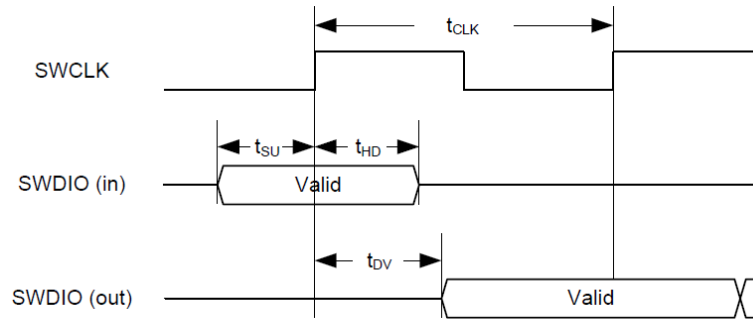 tCLK
SWCLK
tSU
tHD
SWDIO (in)
Valid
tDV
SWDIO (out)
Valid